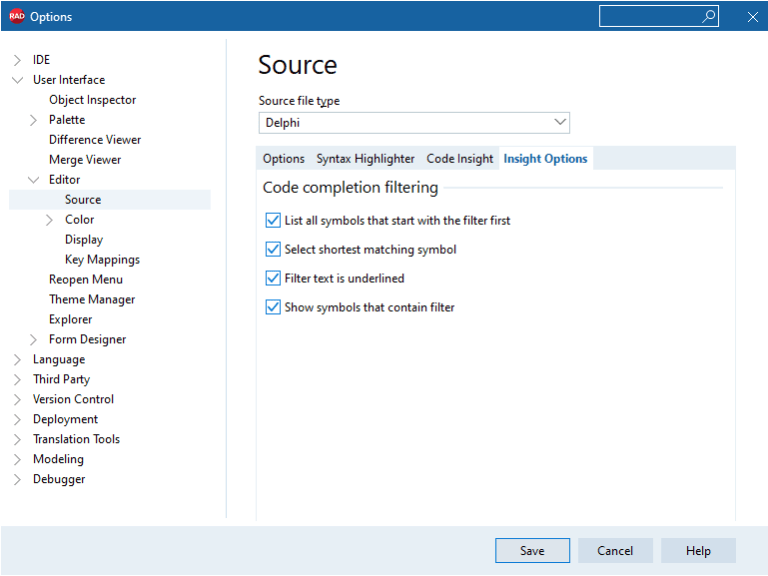 RAD Options
IDE
User Interface
Object Inspector
Palette
Difference Viewer
Merge Viewer
Editor
Source
Color
Display
Key Mappings
Reopen Menu
Theme Manager
Explorer
Form Designer
Language
Third Party
Version Control
Deployment
Translation Tools
Modeling
Debugger
Source
Source file type
Delphi
Options Syntax Highlighter Code Insight Insight Options
Code completion filtering
List all symbols that start with the filter first
Select shortest matching symbol
Filter text is underlined
Show symbols that contain filter
Save Cancel Help